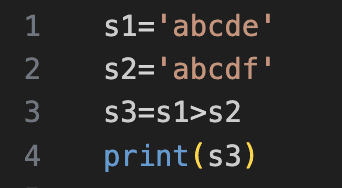 1 s1='abcde'
2 s2='abcdf'
3 s3=s1>s2
4 print(s3)